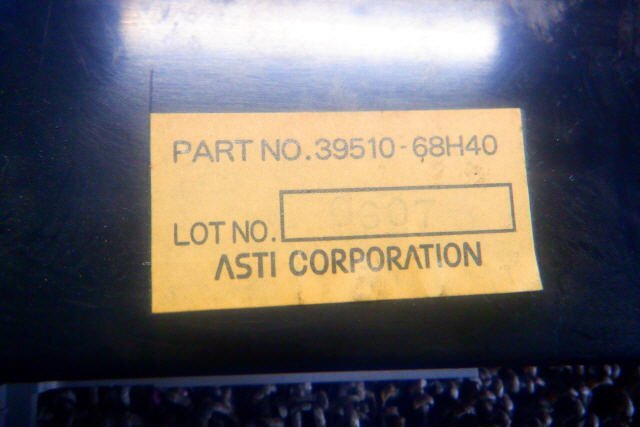 PART NO. 39510-68H40
LOT NO.
ASTI CORPORATION